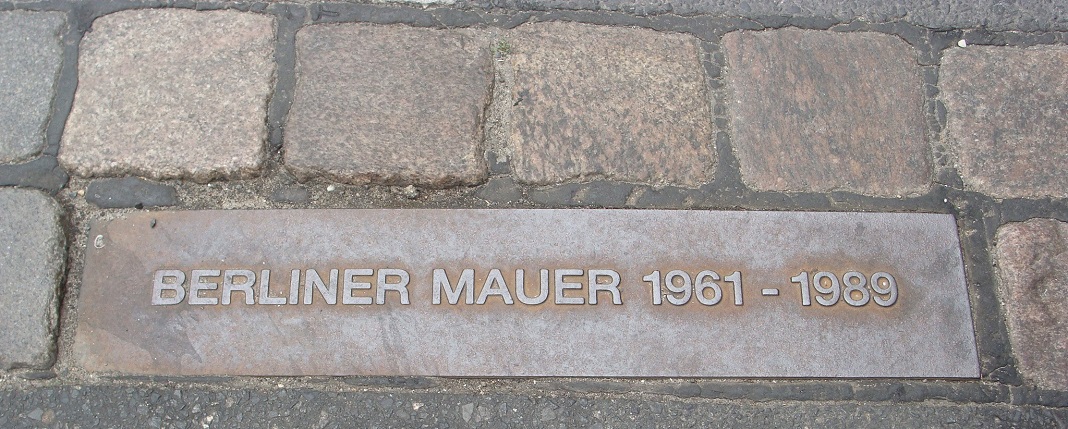 BERLINER MAUER 1961 - 1989